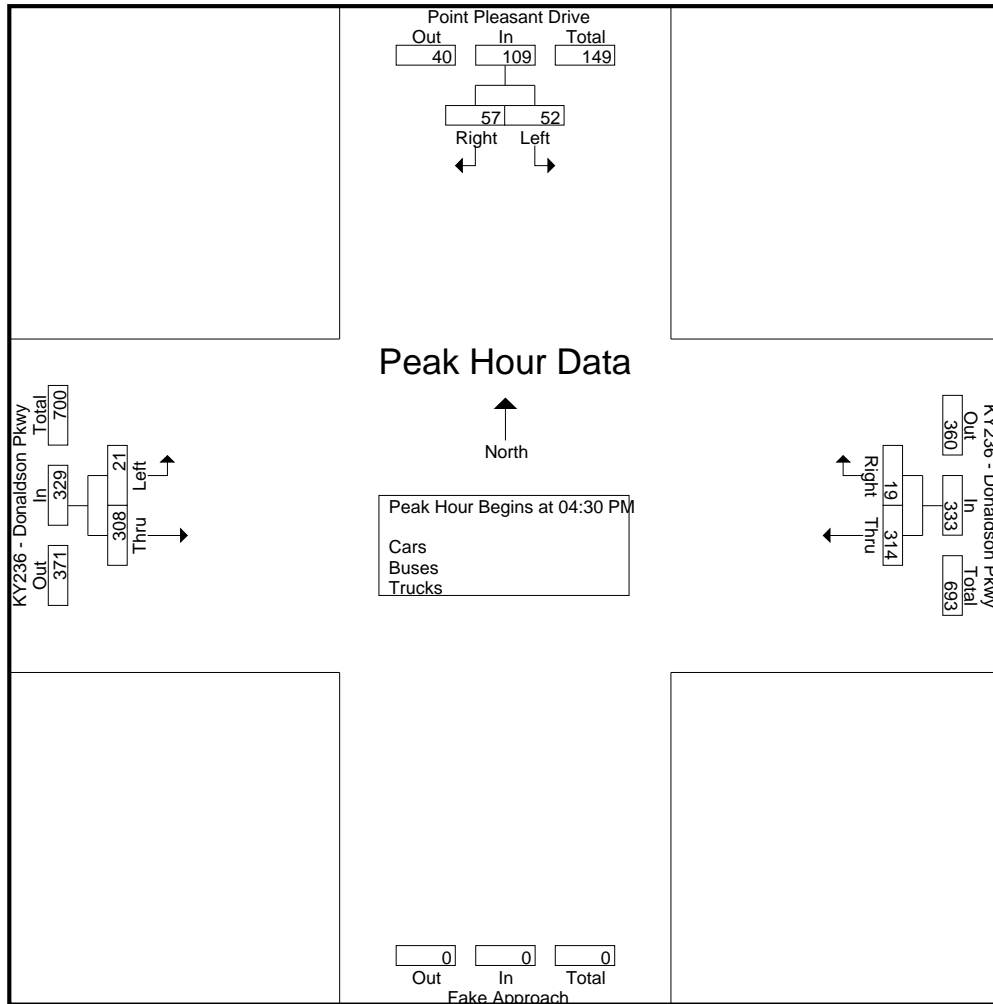 Point Pleasant Drive
Out In Total
40 109 149
57 52
Right Left
Peak Hour Data
North
Peak Hour Begins at 04:30 PM
Cars
Buses
Trucks
KY236 - Donaldson Pkwy
Out In Total
371 329 700
Left Thru
21 308
KY236 - Donaldson Pkwy
Out In Total
360 333 693
Right Thru
19 314
0 0 0
Out In Total
Fake Approach